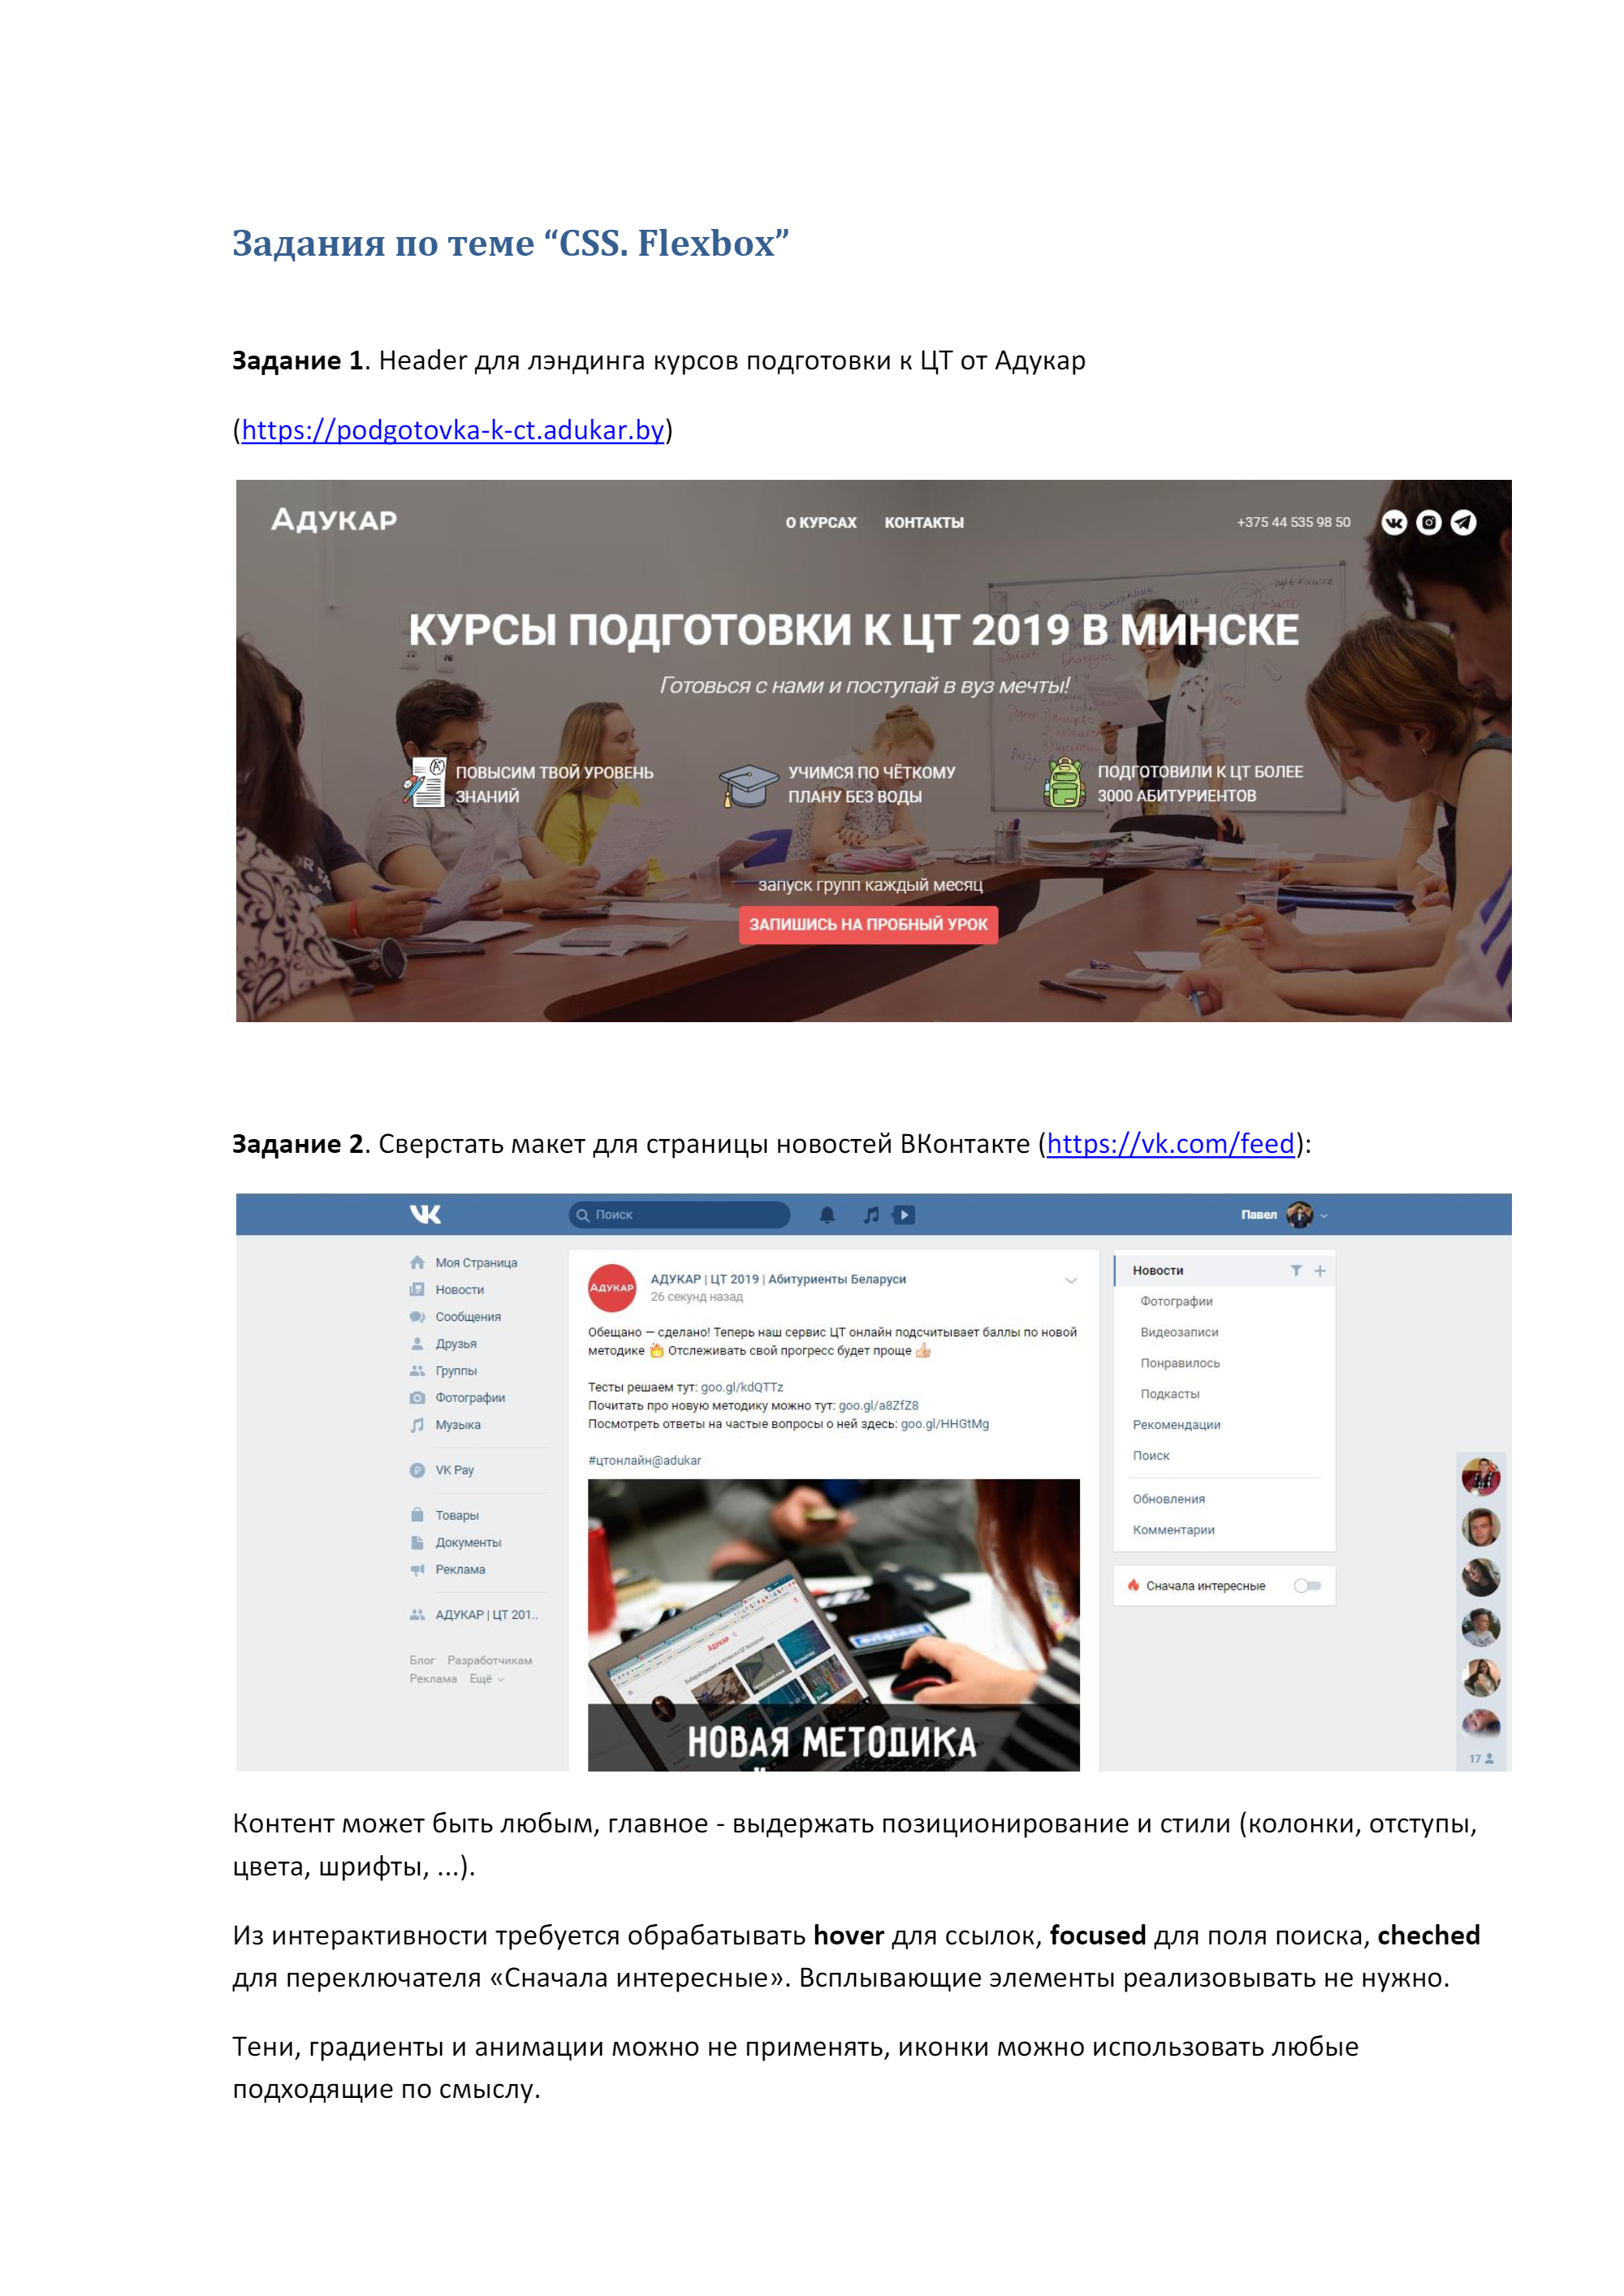 Задания по теме “CSS. Flexbox”
Задание 1. Header для лэндинга курсов подготовки к ЦТ от Адукар
(https://podgotovka-k-ct.adukar.by)
АДУКАР
О КУРСАХ КОНТАКТЫ
+375 44 535 98 50
КУРСЫ ПОДГОТОВКИ К ЦТ 2019 В МИНСКЕ
Готовься с нами и поступай в вуз мечты!
ПОВЫСИМ ТВОЙ УРОВЕНЬ
ЗНАНИЙ
УЧИМСЯ ПО ЧЁТКОМУ
ПЛАНУ БЕЗ ВОДЫ
ПОДГОТОВИЛИ К ЦТ БОЛЕЕ
3000 АБИТУРИЕНТОВ
запуск групп каждый месяц
ЗАПИШИСЬ НА ПРОБНЫЙ УРОК
Задание 2. Сверстать макет для страницы новостей ВКонтакте (https://vk.com/feed):
Поиск
Павел
Моя Страница
Новости
Сообщения
Друзья
Группы
Фотографии
Музыка
VK Pay
Товары
Документы
Реклама
АДУКАР | ЦТ 201..
Блог Разработчикам
Реклама Ещё
АДУКАР
АДУКАР | ЦТ 2019 | Абитуриенты Беларуси
26 секунд назад
Обещано — сделано! Теперь наш сервис ЦТ онлайн подсчитывает баллы по новой
методике 🔥 Отслеживать свой прогресс будет проще 👍
Тесты решаем тут: goo.gl/kdQTTz
Почитать про новую методику можно тут: goo.gl/a8ZfZ8
Посмотреть ответы на частые вопросы о ней здесь: goo.gl/HHGtMg
#цтонлайн@adukar
АДУКАР
НОВАЯ МЕТОДИКА
Новости
Фотографии
Видеозаписи
Понравилось
Подкасты
Рекомендации
Поиск
Обновления
Комментарии
Сначала интересные
17
Контент может быть любым, главное - выдержать позиционирование и стили (колонки, отступы,
цвета, шрифты, ...).
Из интерактивности требуется обрабатывать hover для ссылок, focused для поля поиска, cheched
для переключателя «Сначала интересные». Всплывающие элементы реализовывать не нужно.
Тени, градиенты и анимации можно не применять, иконки можно использовать любые
подходящие по смыслу.